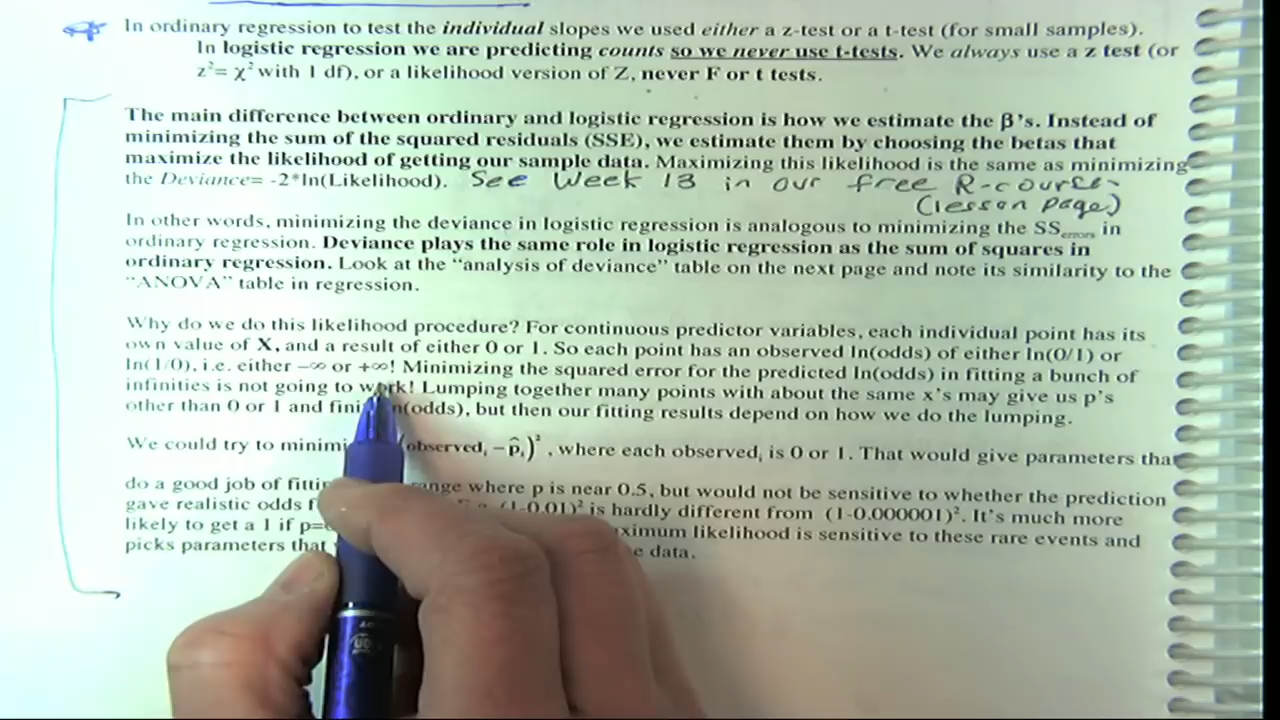 In ordinary regression to test the individual slopes we used either a z-test or a t-test (for small samples).
In logistic regression we are predicting counts so we never use t-tests. We always use a z test (or
z²= χ² with 1 df), or a likelihood version of Z, never F or t tests.
The main difference between ordinary and logistic regression is how we estimate the β's. Instead of
minimizing the sum of the squared residuals (SSE), we estimate them by choosing the betas that
maximize the likelihood of getting our sample data. Maximizing this likelihood is the same as minimizing
the Deviance= -2*ln(Likelihood). See Week 13 in our free R-course
(lesson page)
In other words, minimizing the deviance in logistic regression is analogous to minimizing the SSerrors in
ordinary regression. Deviance plays the same role in logistic regression as the sum of squares in
ordinary regression. Look at the “analysis of deviance” table on the next page and note its similarity to the
“ANOVA” table in regression.
Why do we do this likelihood procedure? For continuous predictor variables, each individual point has its
own value of X, and a result of either 0 or 1. So each point has an observed ln(odds) of either ln(0/1) or
ln(1/0), i.e. either −∞ or +∞! Minimizing the squared error for the predicted ln(odds) in fitting a bunch of
infinities is not going to work! Lumping together many points with about the same x's may give us p's
other than 0 or 1 and fini n(odds), but then our fitting results depend on how we do the lumping.
We could try to minimi (observedᵢ − p̂ᵢ)², where each observedᵢ is 0 or 1. That would give parameters tha
do a good job of fittin range where p is near 0.5, but would not be sensitive to whether the prediction
gave realistic odds f (1-0.01)² is hardly different from (1-0.000001)². It's much more
likely to get a 1 if p= ximum likelihood is sensitive to these rare events and
picks parameters that e data.